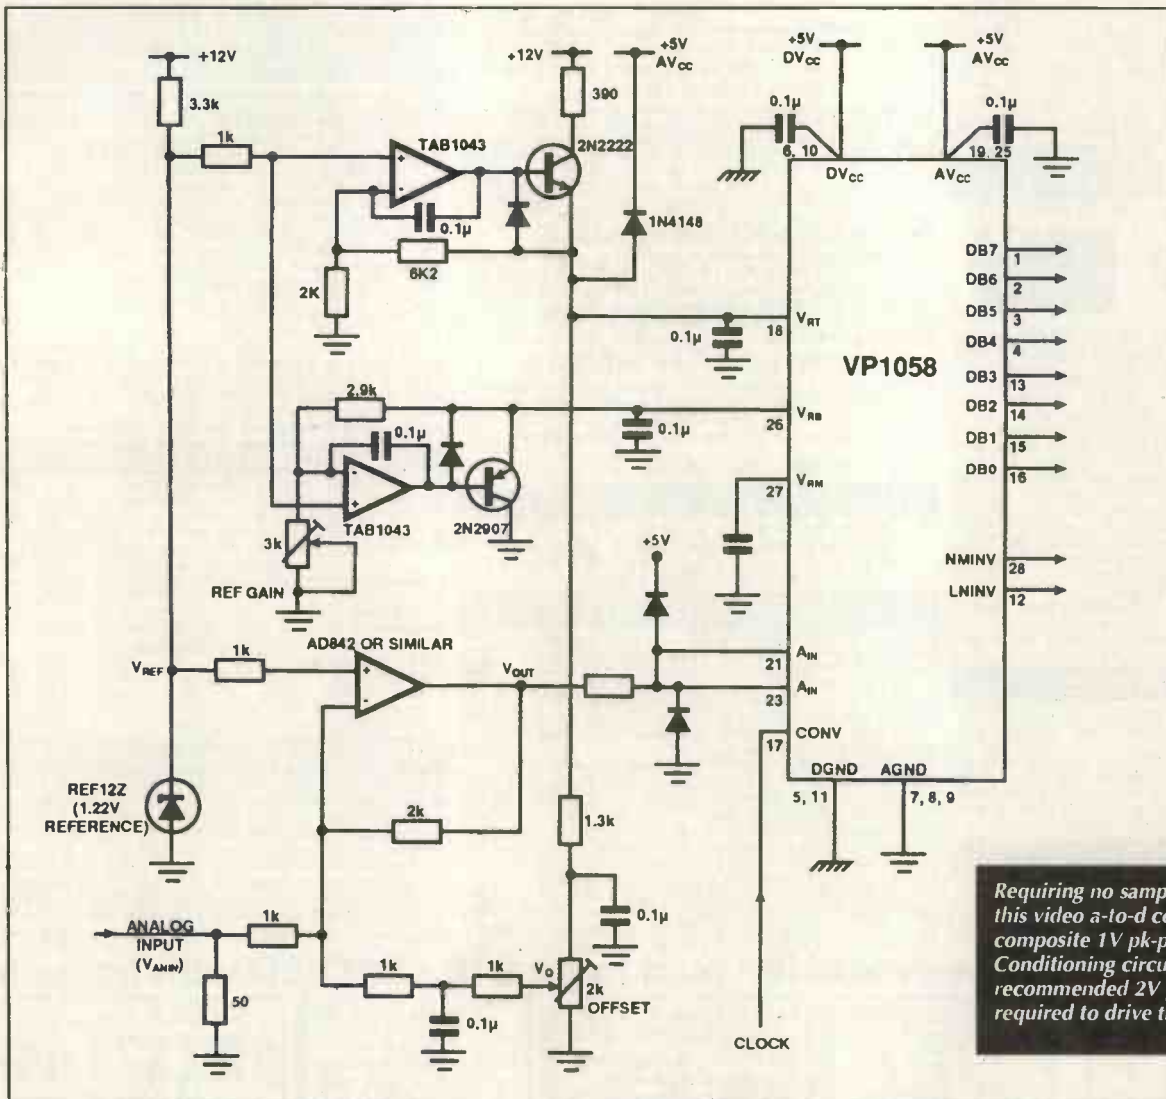 +12V
3.3k
1k
TAB1043
0.1µ
6K2
2K
+12V
390
2N2222
+5V
AVCC
1N4148
+5V
DVCC
+5V
AVCC
0.1µ
0.1µ
6, 10
19, 25
DVCC
AVCC
0.1µ
18
VRT
VP1058
DB7
1
DB6
2
DB5
3
DB4
4
DB3
13
DB2
14
DB1
15
DB0
16
2.9k
0.1µ
TAB1043
2N2907
3k
REF GAIN
0.1µ
26
VRB
27
VRM
NMINV
28
LNINV
12
+5V
AD842 OR SIMILAR
VREF
1k
VOUT
21
AIN
23
AIN
17
CONV
DGND
AGND
5, 11
7, 8, 9
REF12Z
(1.22V
REFERENCE)
2k
1.3k
0.1µ
ANALOG
INPUT
(VANIN)
1k
50
1k
1k
0.1µ
VO
2k
OFFSET
CLOCK
Requiring no samp
this video a-to-d co
composite 1V pk-p
Conditioning circu
recommended 2V
required to drive t